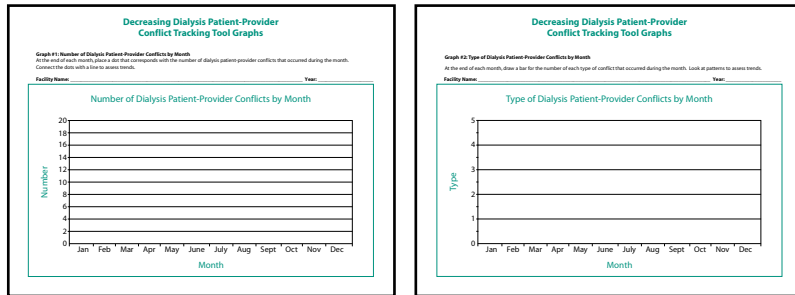 Decreasing Dialysis Patient-Provider
Conflict Tracking Tool Graphs
Graph #1: Number of Dialysis Patient-Provider Conflicts by Month
At the end of each month, place a dot that corresponds with the number of dialysis patient-provider conflicts that occurred during the month.
Connect the dots with a line to assess trends.
Facility Name: Year:
Number of Dialysis Patient-Provider Conflicts by Month
Number
20
18
16
14
12
10
8
6
4
2
0
Jan Feb Mar Apr May June July Aug Sept Oct Nov Dec
Month
Decreasing Dialysis Patient-Provider
Conflict Tracking Tool Graphs
Graph #2: Type of Dialysis Patient-Provider Conflicts by Month
At the end of each month, draw a bar for the number of each type of conflict that occurred during the month. Look at patterns to assess trends.
Facility Name: Year:
Type of Dialysis Patient-Provider Conflicts by Month
Type
5
4
3
2
1
0
Jan Feb Mar Apr May June July Aug Sept Oct Nov Dec
Month